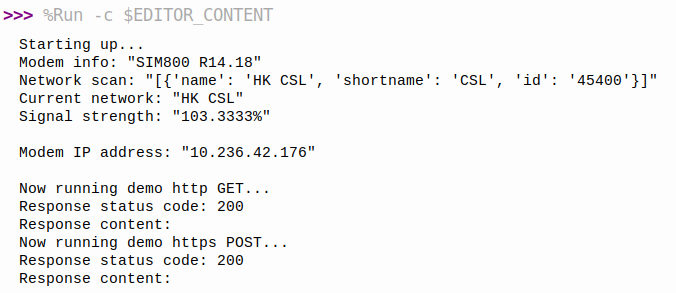 >>> %Run -c $EDITOR_CONTENT
Starting up...
Modem info: "SIM800 R14.18"
Network scan: "[{'name': 'HK CSL', 'shortname': 'CSL', 'id': '45400'}]"
Current network: "HK CSL"
Signal strength: "103.3333%"
Modem IP address: "10.236.42.176"
Now running demo http GET...
Response status code: 200
Response content:
Now running demo https POST...
Response status code: 200
Response content: